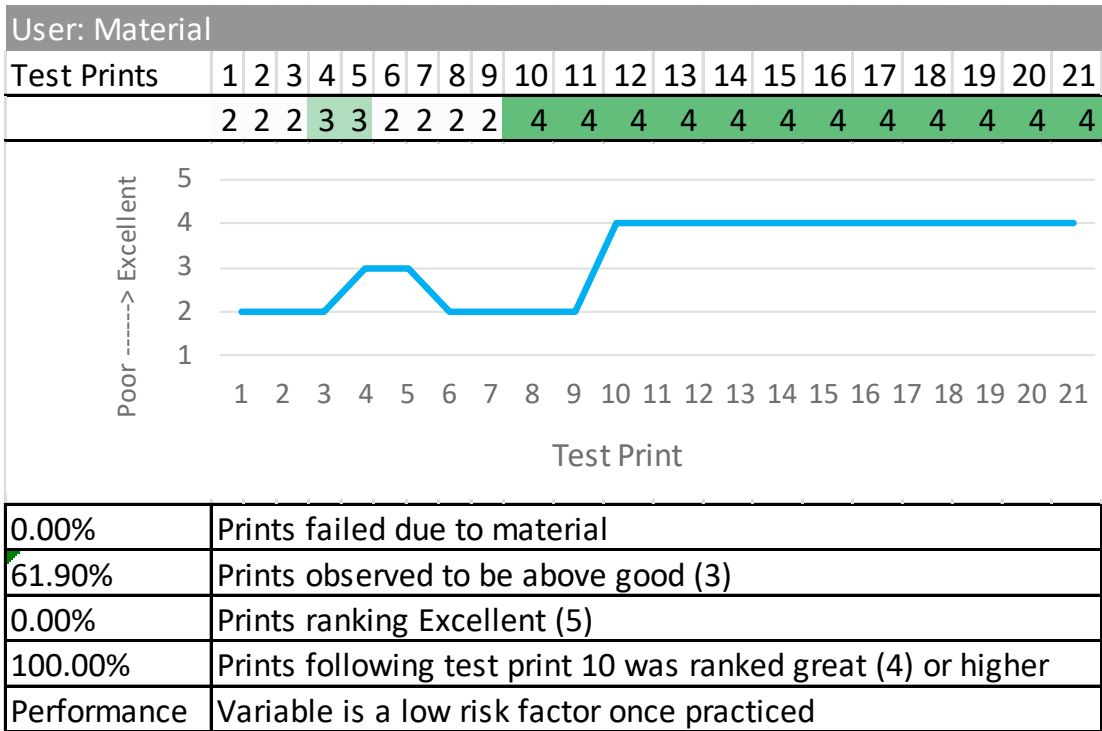 User: Material
Test Prints 1 2 3 4 5 6 7 8 9 10 11 12 13 14 15 16 17 18 19 20 21
2 2 2 3 3 2 2 2 2 4 4 4 4 4 4 4 4 4 4 4 4
Poor ------> Excellent
5
4
3
2
1
1 2 3 4 5 6 7 8 9 10 11 12 13 14 15 16 17 18 19 20 21
Test Print
0.00% Prints failed due to material
61.90% Prints observed to be above good (3)
0.00% Prints ranking Excellent (5)
100.00% Prints following test print 10 was ranked great (4) or higher
Performance Variable is a low risk factor once practiced